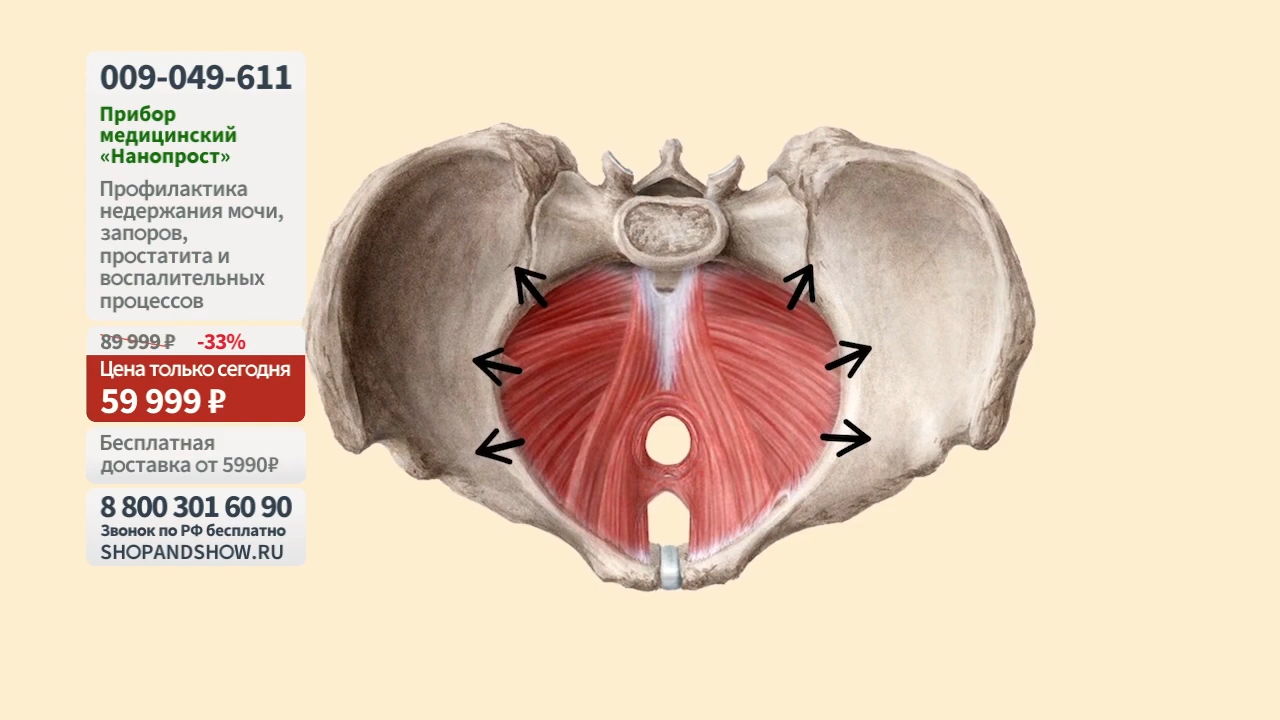 009-049-611
Прибор
медицинский
«Нанопрост»
Профилактика
недержания мочи,
запоров,
простатита и
воспалительных
процессов
89 999 ₽ -33%
Цена только сегодня
59 999 ₽
Бесплатная
доставка от 5990₽
8 800 301 60 90
Звонок по РФ бесплатно
SHOPANDSHOW.RU